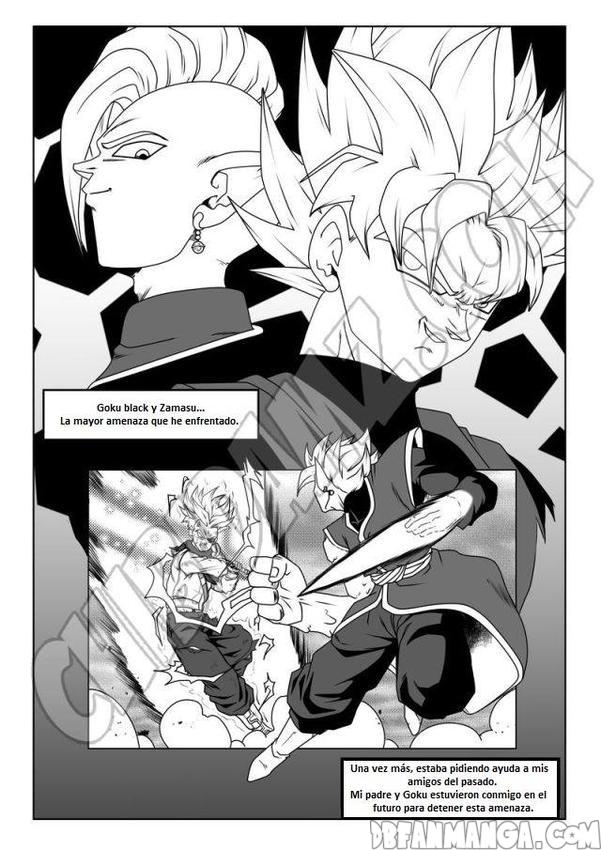 Goku black y Zamasu...
La mayor amenaza que he enfrentado.
Una vez más, estaba pidiendo ayuda a mis
amigos del pasado.
Mi padre y Goku estuvieron conmigo en el
futuro para detener esta amenaza.
DBFANMANGA.COM